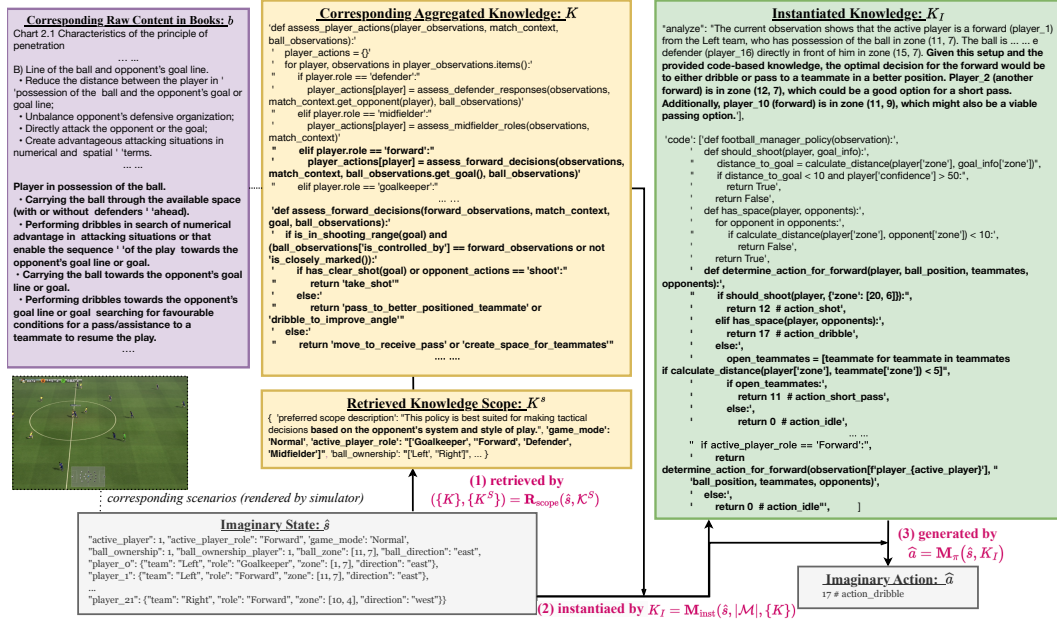 Corresponding Raw Content in Books: b
Chart 2.1 Characteristics of the principle of
penetration
... ...
B) Line of the ball and opponent's goal line.
• Reduce the distance between the player in '
'possession of the ball and the opponent's goal or
goal line;
• Unbalance opponent's defensive organization;
• Directly attack the opponent or the goal;
• Create advantageous attacking situations in
numerical and spatial ' 'terms.
... ...
Player in possession of the ball.
• Carrying the ball through the available space
(with or without defenders ' 'ahead).
• Performing dribbles in search of numerical
advantage in attacking situations or that
enable the sequence ' 'of the play towards the
opponent's goal line or goal.
• Carrying the ball towards the opponent's goal
line or goal.
• Performing dribbles towards the opponent's
goal line or goal searching for favourable
conditions for a pass/assistance to a
teammate to resume the play.
....
Corresponding Aggregated Knowledge: K
'def assess_player_actions(player_observations, match_context,
ball_observations):'
' player_actions = {}'
' for player, observations in player_observations.items():'
" if player.role == 'defender':"
' player_actions[player] = assess_defender_responses(observations,
match_context.get_opponent(player), ball_observations)'
" elif player.role == 'midfielder':"
' player_actions[player] = assess_midfielder_roles(observations,
match_context)'
" elif player.role == 'forward':"
' player_actions[player] = assess_forward_decisions(observations,
match_context, ball_observations.get_goal(), ball_observations)'
" elif player.role == 'goalkeeper':"
... ...
'def assess_forward_decisions(forward_observations, match_context,
goal, ball_observations):'
' if is_in_shooting_range(goal) and
(ball_observations['is_controlled_by'] == forward_observations or not
'is_closely_marked()):'
' if has_clear_shot(goal) or opponent_actions == 'shoot':"
" return 'take_shot'"
' else:'
" return 'pass_to_better_positioned_teammate' or
'dribble_to_improve_angle'"
' else:'
" return 'move_to_receive_pass' or 'create_space_for_teammates'"
.... ...
Retrieved Knowledge Scope: K^s
{ 'preferred scope description': "This policy is best suited for making tactical
decisions based on the opponent's system and style of play.", 'game_mode':
'Normal', 'active_player_role': "['Goalkeeper', "Forward, 'Defender',
'Midfielder']". 'ball_ownership': "['Left', "Right']", ... }
(1) retrieved by
({K}, {K^S}) = R_scope(ŝ, 𝒦^S)
corresponding scenarios (rendered by simulator)
Imaginary State: ŝ
"active_player": 1, "active_player_role": "Forward", 'game_mode': 'Normal',
"ball_ownership": 1, "ball_ownership_player": 1, "ball_zone": [11, 7], "ball_direction": "east",
"player_0": {"team": "Left", "role": "Goalkeeper", "zone": [1, 7], "direction": "east"},
"player_1": {"team": "Left", "role": "Forward", "zone": [11, 7], "direction": "east"},
...
"player_21": {"team": "Right", "role": "Forward", "zone": [10, 4], "direction": "west"}}
(2) instantiaed by K_I = M_inst(ŝ, |ℳ|, {K})
Instantiated Knowledge: K_I
"analyze": "The current observation shows that the active player is a forward (player_1)
from the Left team, who has possession of the ball in zone (11, 7). The ball is ... ... e
defender (player_16) directly in front of him in zone (15, 7). Given this setup and the
provided code-based knowledge, the optimal decision for the forward would be
to either dribble or pass to a teammate in a better position. Player_2 (another
forward) is in zone (12, 7), which could be a good option for a short pass.
Additionally, player_10 (forward) is in zone (11, 9), which might also be a viable
passing option.'],
'code': ['def football_manager_policy(observation):',
' def should_shoot(player, goal_info):',
" distance_to_goal = calculate_distance(player['zone'], goal_info['zone'])",
" if distance_to_goal < 10 and player['confidence'] > 50:",
' return True',
' return False',
' def has_space(player, opponents):',
' for opponent in opponents:',
" if calculate_distance(player['zone'], opponent['zone']) < 10:',
' return False',
' return True',
' def determine_action_for_forward(player, ball_position, teammates,
opponents):',
" if should_shoot(player, {'zone': [20, 6]}):",
' return 12 # action_shot',
' elif has_space(player, opponents):',
' return 17 # action_dribble',
' else:',
' open_teammates = [teammate for teammate in teammates
if calculate_distance(player['zone'], teammate['zone']) < 5]",
' if open_teammates:',
' return 11 # action_short_pass',
' else:',
' return 0 # action_idle',
... ...
" if active_player_role == 'Forward':",
' return
determine_action_for_forward(observation[f'player_{active_player}'], "
'ball_position, teammates, opponents)',
' else:',
' return 0 # action_idle"', ]
(3) generated by
â = M_π(ŝ, K_I)
Imaginary Action: â
17 # action_dribble